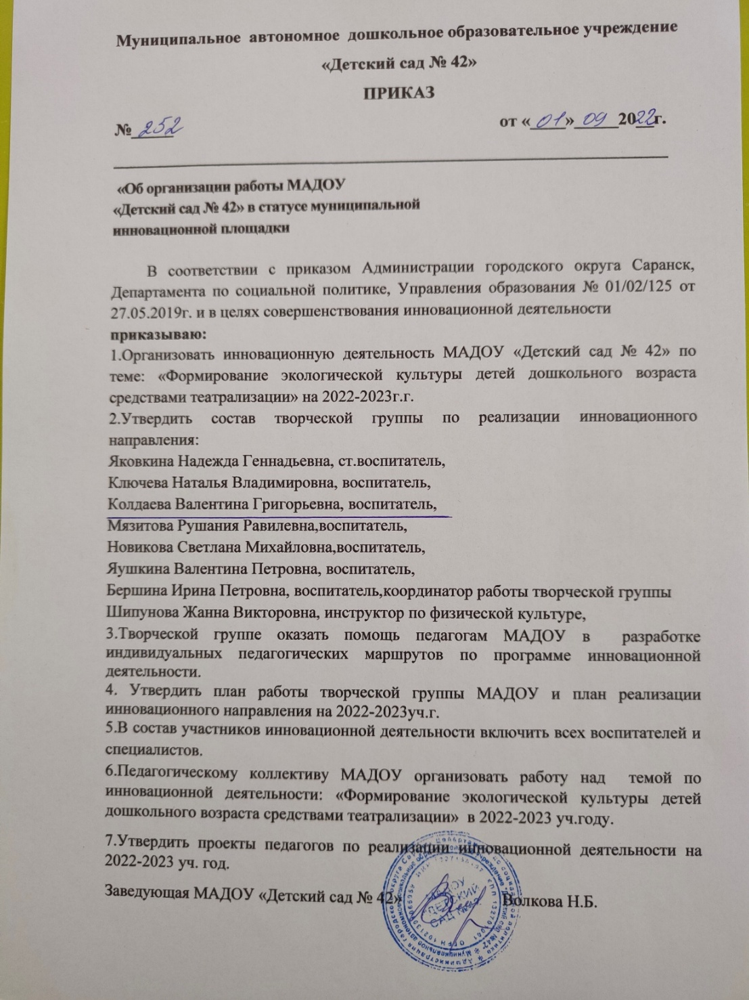 Муниципальное автономное дошкольное образовательное учреждение
«Детский сад № 42»
ПРИКАЗ
№ 252 от «01» 09 2022г.
«Об организации работы МАДОУ
«Детский сад № 42» в статусе муниципальной
инновационной площадки
В соответствии с приказом Администрации городского округа Саранск,
Департамента по социальной политике, Управления образования № 01/02/125 от
27.05.2019г. и в целях совершенствования инновационной деятельности
приказываю:
1.Организовать инновационную деятельность МАДОУ «Детский сад № 42» по
теме: «Формирование экологической культуры детей дошкольного возраста
средствами театрализации» на 2022-2023г.г.
2.Утвердить состав творческой группы по реализации инновационного
направления:
Яковкина Надежда Геннадьевна, ст.воспитатель,
Ключева Наталья Владимировна, воспитатель,
Колдаева Валентина Григорьевна, воспитатель,
Мязитова Рушания Равилевна,воспитатель,
Новикова Светлана Михайловна,воспитатель,
Яушкина Валентина Петровна, воспитатель,
Бершина Ирина Петровна, воспитатель,координатор работы творческой группы
Шипунова Жанна Викторовна, инструктор по физической культуре,
3.Творческой группе оказать помощь педагогам МАДОУ в разработке
индивидуальных педагогических маршрутов по программе инновационной
деятельности.
4. Утвердить план работы творческой группы МАДОУ и план реализации
инновационного направления на 2022-2023уч.г.
5.В состав участников инновационной деятельности включить всех воспитателей и
специалистов.
6.Педагогическому коллективу МАДОУ организовать работу над темой по
инновационной деятельности: «Формирование экологической культуры детей
дошкольного возраста средствами театрализации» в 2022-2023 уч.году.
7.Утвердить проекты педагогов по реализации инновационной деятельности на
2022-2023 уч. год.
Заведующая МАДОУ «Детский сад № 42» Волкова Н.Б.
МАДОУ
"ДЕТСКИЙ
САД №42"